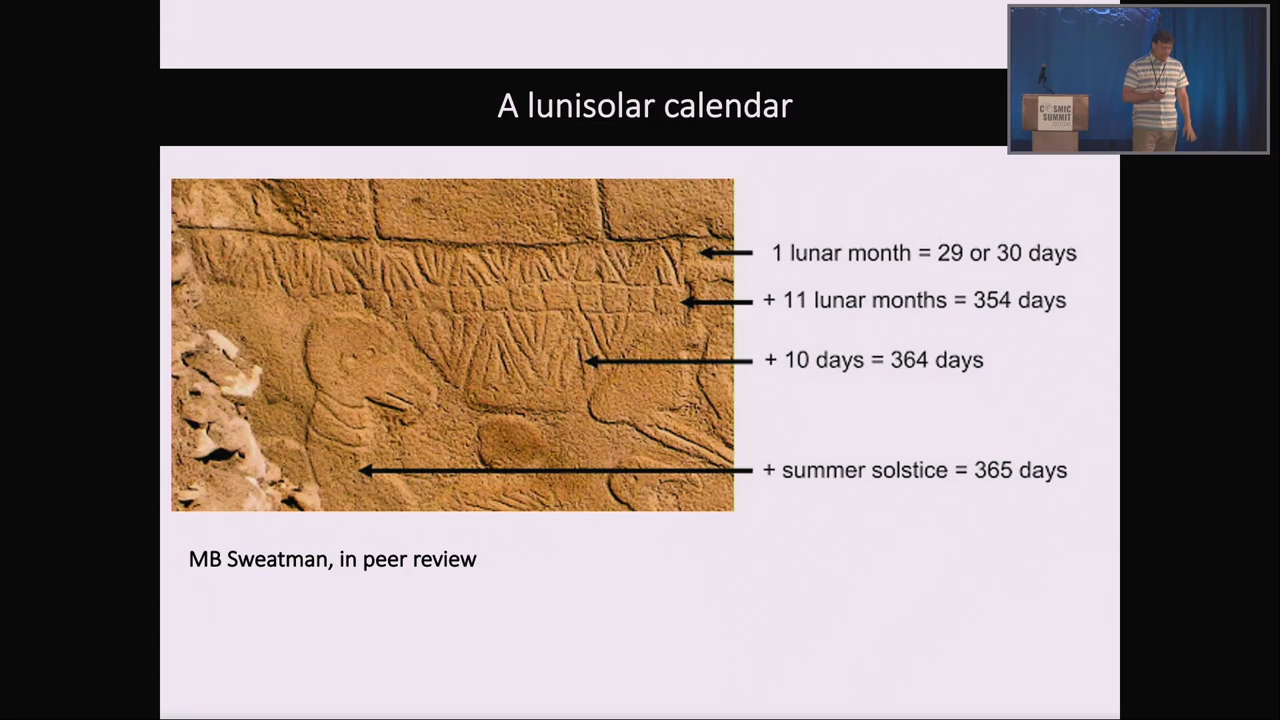 A lunisolar calendar
COSMIC
SUMMIT
1 lunar month = 29 or 30 days
+ 11 lunar months = 354 days
+ 10 days = 364 days
+ summer solstice = 365 days
MB Sweatman, in peer review